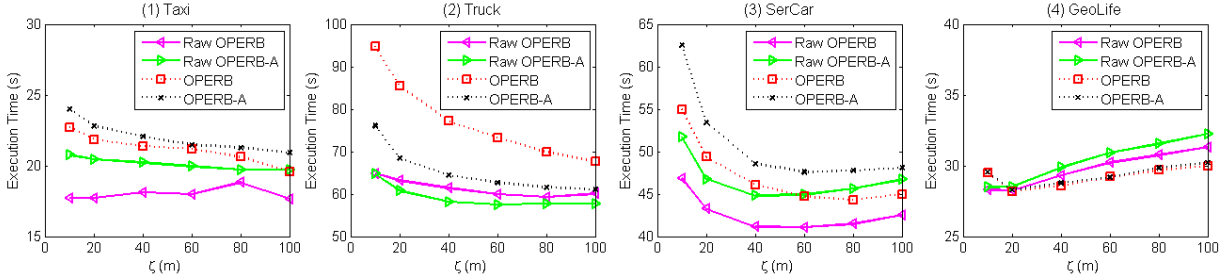 (1) Taxi
30
25
20
15
Execution Time (s)
0 20 40 60 80 100
ζ (m)
Raw OPERB
Raw OPERB-A
OPERB
OPERB-A
(2) Truck
100
90
80
70
60
50
Execution Time (s)
0 20 40 60 80 100
ζ (m)
Raw OPERB
Raw OPERB-A
OPERB
OPERB-A
(3) SerCar
65
60
55
50
45
40
Execution Time (s)
0 20 40 60 80 100
ζ (m)
Raw OPERB
Raw OPERB-A
OPERB
OPERB-A
(4) GeoLife
40
35
30
25
Execution Time (s)
0 20 40 60 80 100
ζ (m)
Raw OPERB
Raw OPERB-A
OPERB
OPERB-A